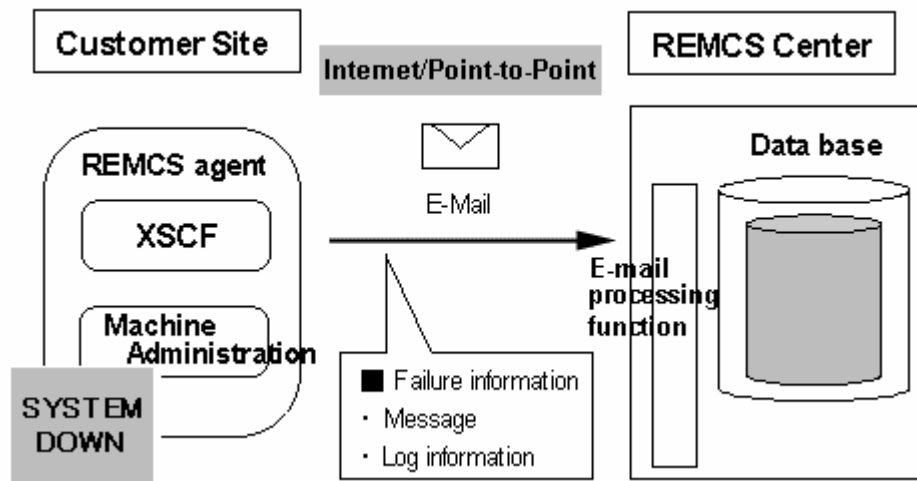 Customer Site
Internet/Point-to-Point
REMCS Center
REMCS agent
XSCF
Machine
Administration
SYSTEM
DOWN
E-Mail
■ Failure information
・ Message
・ Log information
Data base
E-mail
processing
function